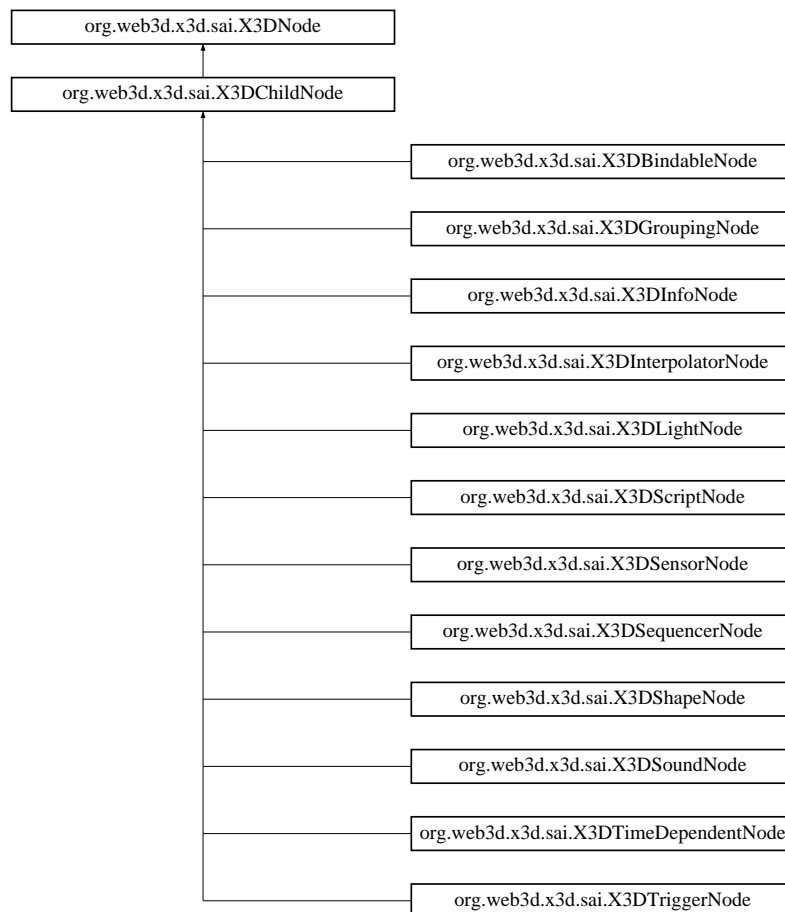 org.web3d.x3d.sai.X3DNode
org.web3d.x3d.sai.X3DChildNode
org.web3d.x3d.sai.X3DBindableNode
org.web3d.x3d.sai.X3DGroupingNode
org.web3d.x3d.sai.X3DInfoNode
org.web3d.x3d.sai.X3DInterpolatorNode
org.web3d.x3d.sai.X3DLightNode
org.web3d.x3d.sai.X3DScriptNode
org.web3d.x3d.sai.X3DSensorNode
org.web3d.x3d.sai.X3DSequencerNode
org.web3d.x3d.sai.X3DShapeNode
org.web3d.x3d.sai.X3DSoundNode
org.web3d.x3d.sai.X3DTimeDependentNode
org.web3d.x3d.sai.X3DTriggerNode